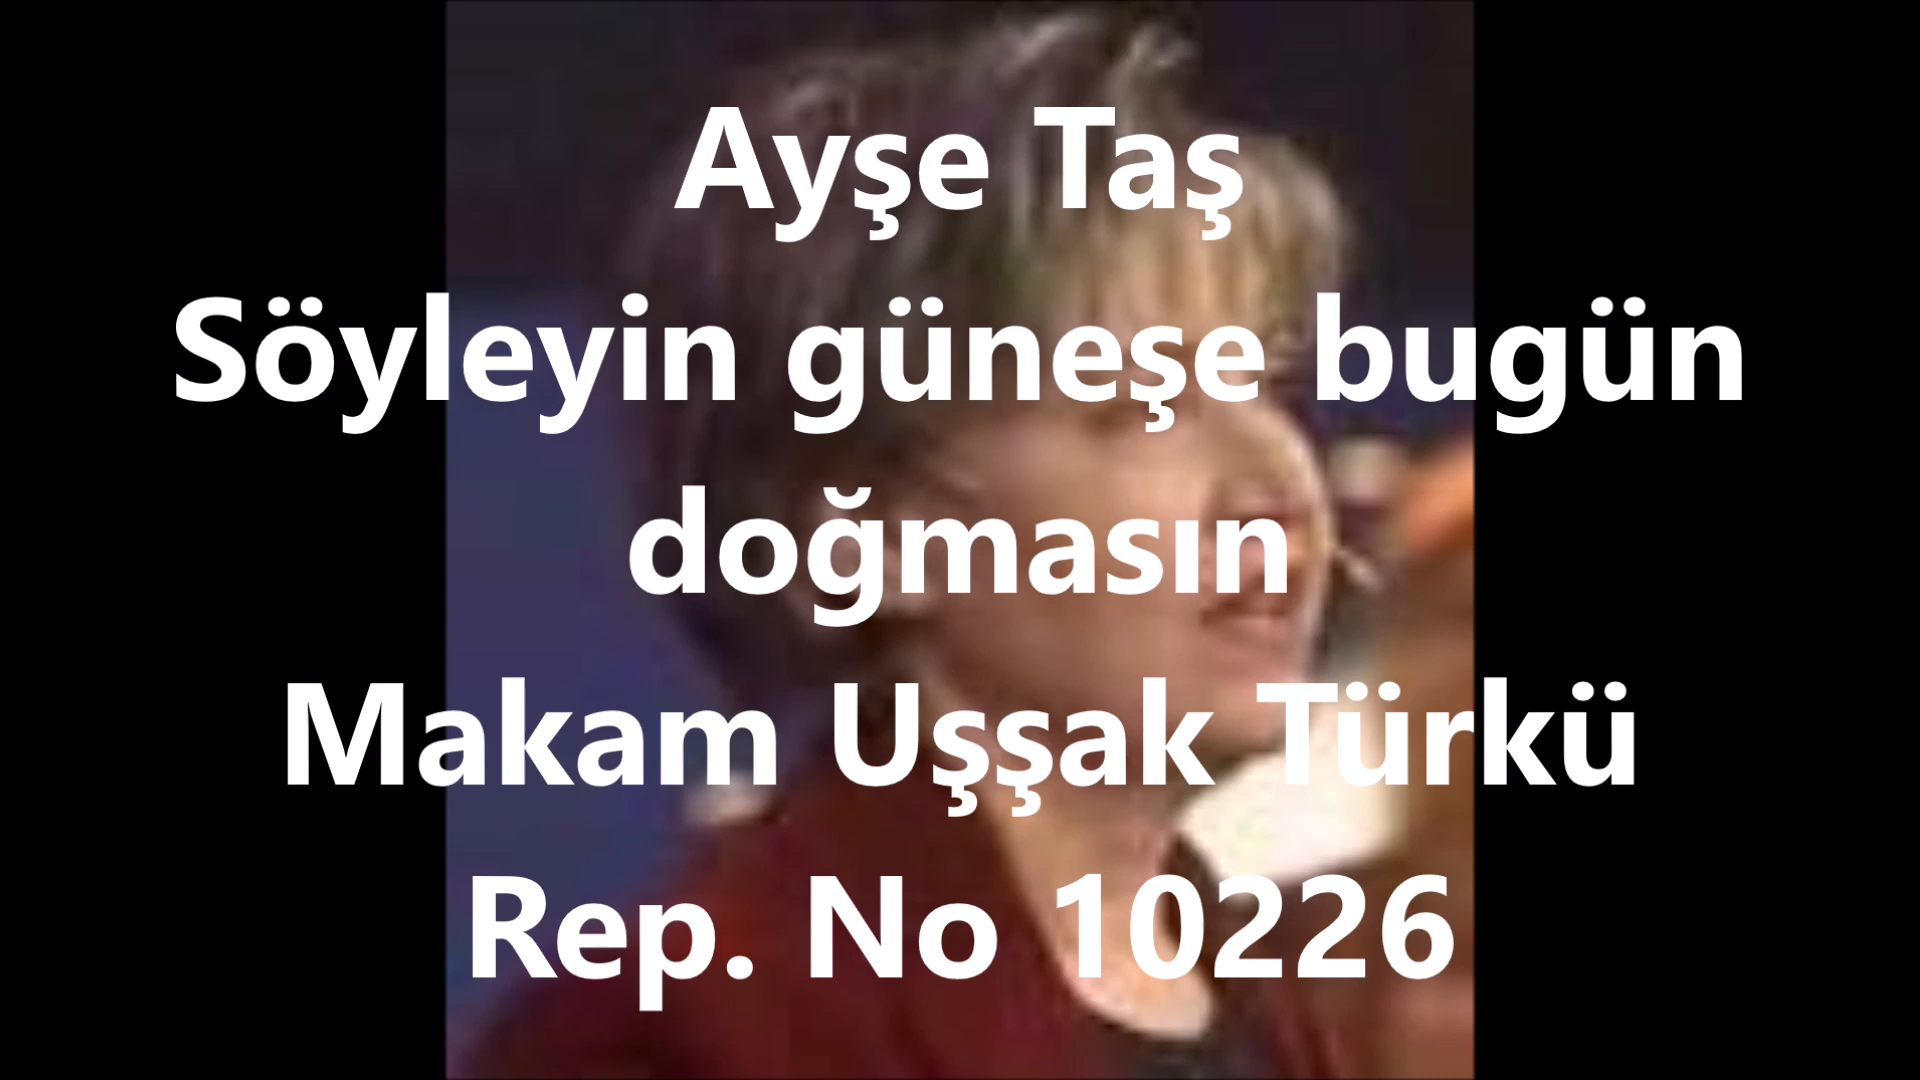 Ayşe Taş
Söyleyin güneşe bugün
doğmasın
Makam Uşşak Türkü
Rep. No 10226